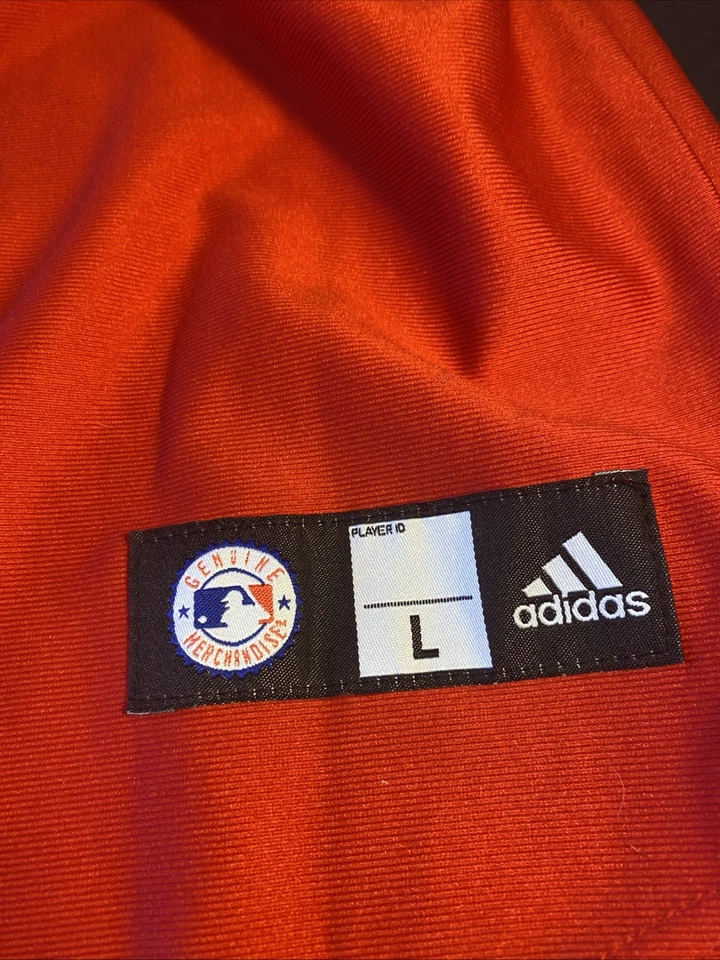 GENUINE
MERCHANDISE
PLAYER ID
L
adidas